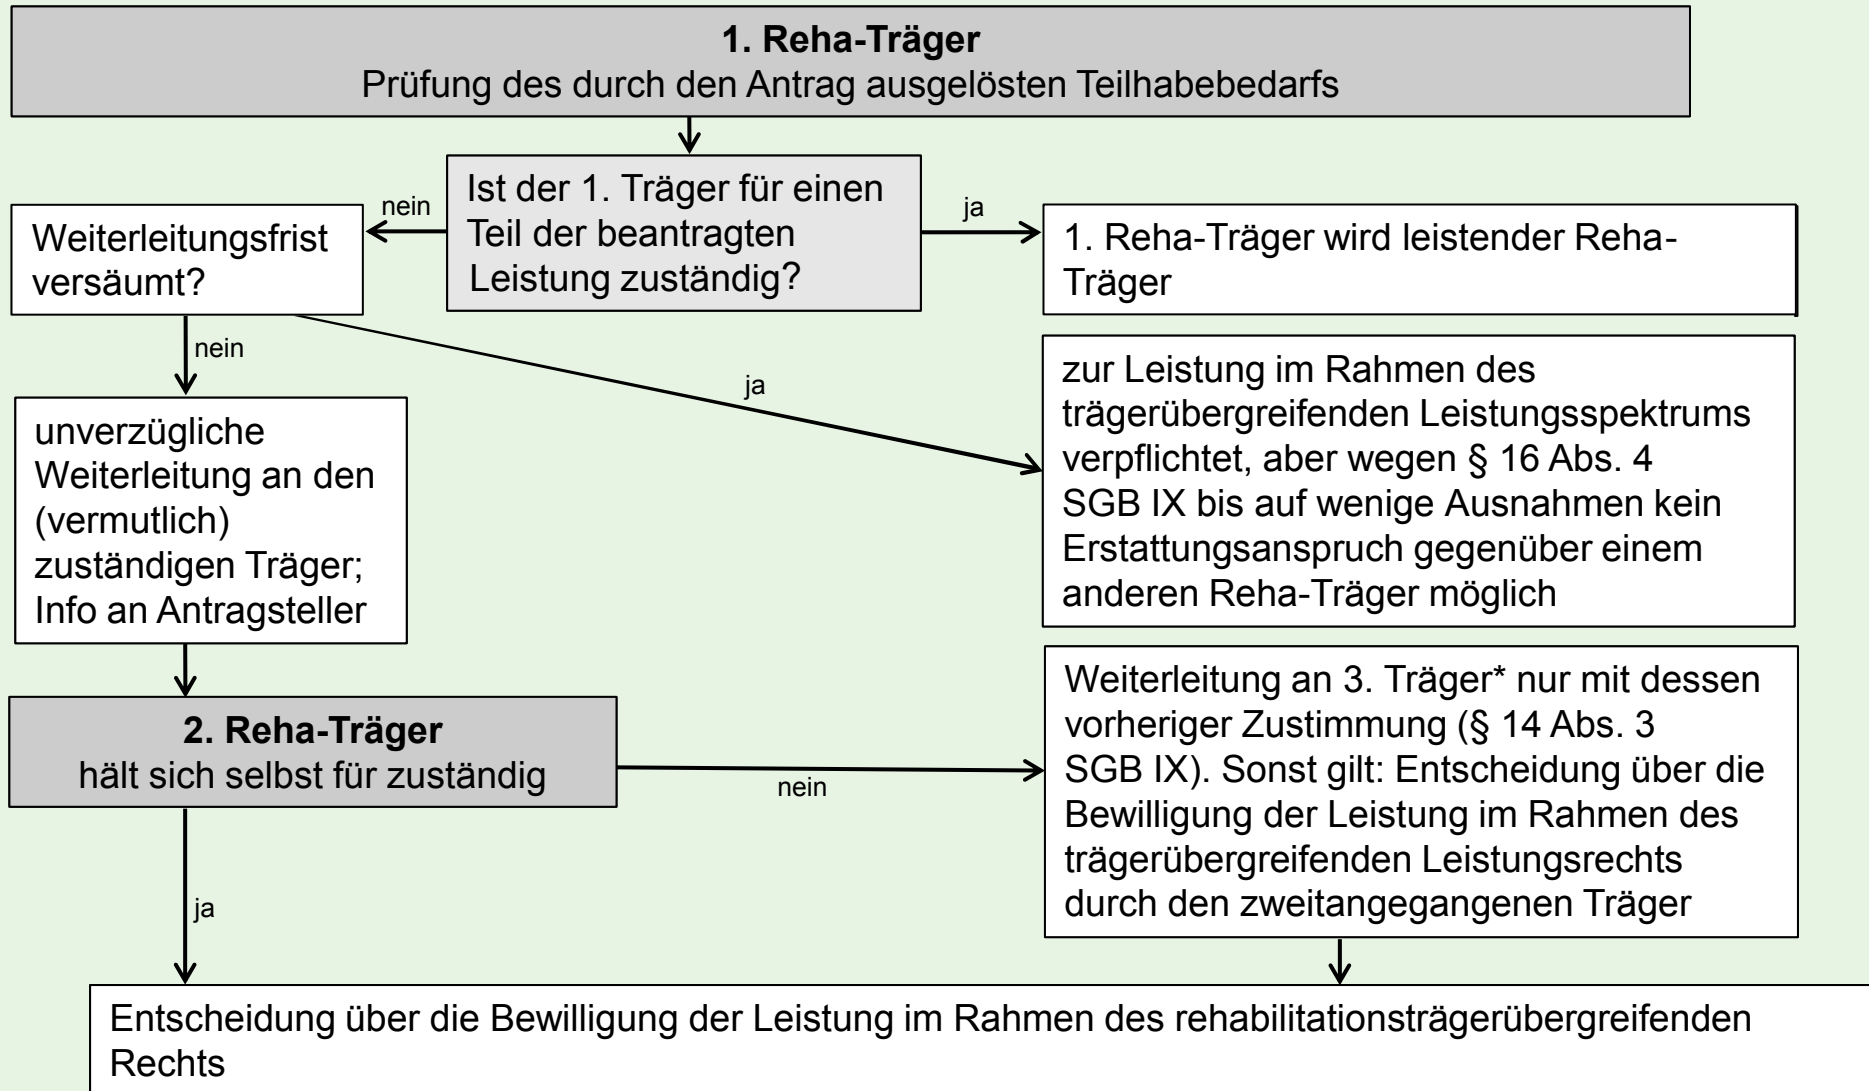 1. Reha-Träger
Prüfung des durch den Antrag ausgelösten Teilhabebedarfs
Ist der 1. Träger für einen
Teil der beantragten
Leistung zuständig?
nein
ja
Weiterleitungsfrist
versäumt?
1. Reha-Träger wird leistender Reha-
Träger
nein
ja
zur Leistung im Rahmen des
trägerübergreifenden Leistungsspektrums
verpflichtet, aber wegen § 16 Abs. 4
SGB IX bis auf wenige Ausnahmen kein
Erstattungsanspruch gegenüber einem
anderen Reha-Träger möglich
unverzügliche
Weiterleitung an den
(vermutlich)
zuständigen Träger;
Info an Antragsteller
2. Reha-Träger
hält sich selbst für zuständig
nein
Weiterleitung an 3. Träger* nur mit dessen
vorheriger Zustimmung (§ 14 Abs. 3
SGB IX). Sonst gilt: Entscheidung über die
Bewilligung der Leistung im Rahmen des
trägerübergreifenden Leistungsrechts
durch den zweitangegangenen Träger
ja
Entscheidung über die Bewilligung der Leistung im Rahmen des rehabilitationsträgerübergreifenden
Rechts